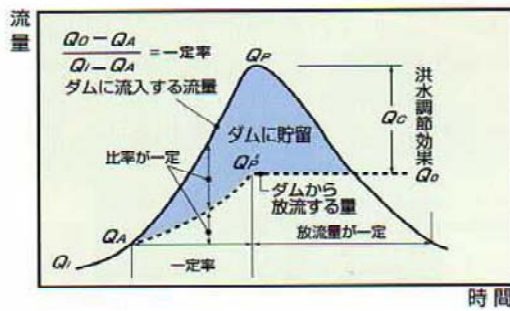 流量
QO－QA
QI－QA
＝一定率
ダムに流入する流量
QP
ダムに貯留
比率が一定
QP'
QC
洪水調節効果
QO
ダムから
放流する量
QA
放流量が一定
QI
一定率
時間